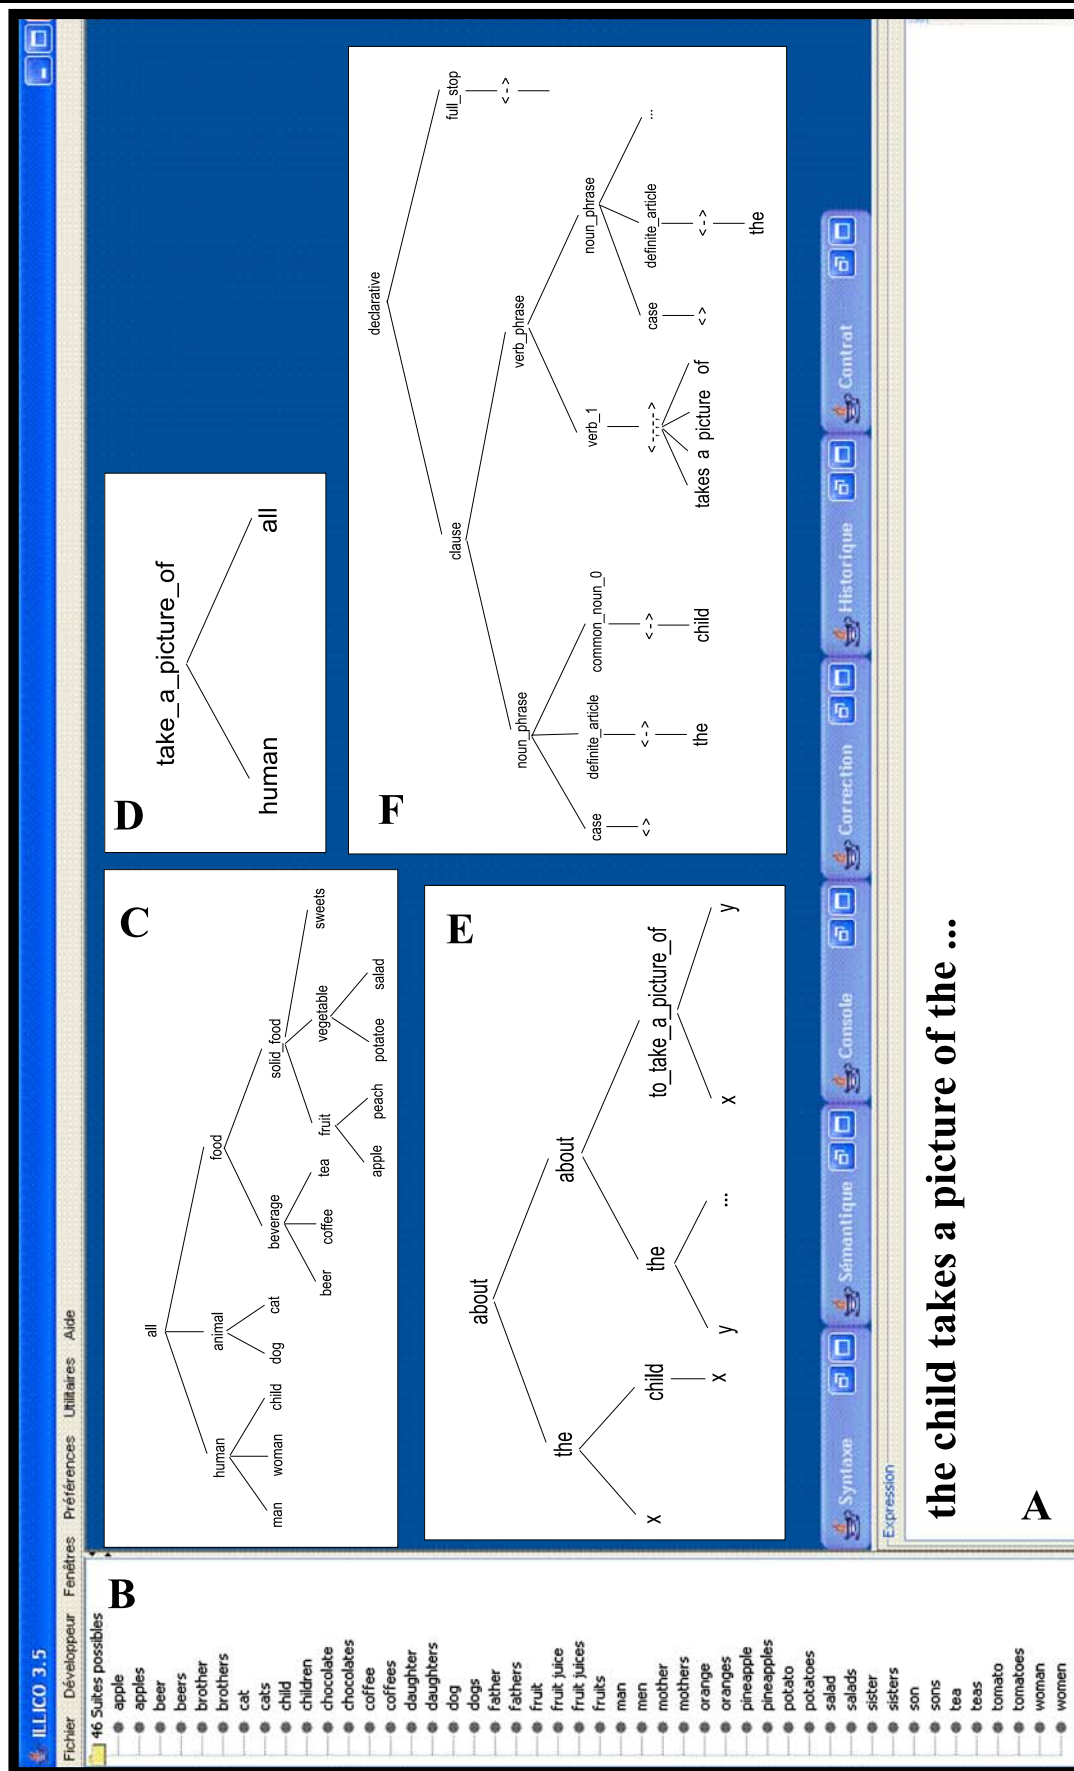 ILLICO 3.5
Fichier Développeur Fenêtres Préférences Utilitaires Aide
46 Suites possibles
apple
apples
beer
beers
brother
brothers
cat
cats
child
children
chocolate
chocolates
coffee
coffees
daughter
daughters
dog
dogs
father
fathers
fruit
fruit juice
fruit juices
fruits
man
men
mother
mothers
orange
oranges
pineapple
pineapples
potato
potatoes
salad
salads
sister
sisters
son
sons
tea
teas
tomato
tomatoes
woman
women
B
C
all
human animal food
man woman child dog cat beverage solid_food
beer coffee tea fruit vegetable sweets
apple peach potatoe salad
D
take_a_picture_of
human all
E
about
the about
x child the to_take_a_picture_of
x y ... x y
F
declarative
clause full_stop
noun_phrase verb_phrase < - >
case definite_article common_noun_0 verb_1 noun_phrase
< > < - > < - > <-,-,-,-> case definite_article ...
the child takes a picture of < > < - >
the
Syntaxe Sémantique Console Correction Historique Contrat
Expression
the child takes a picture of the ...
A